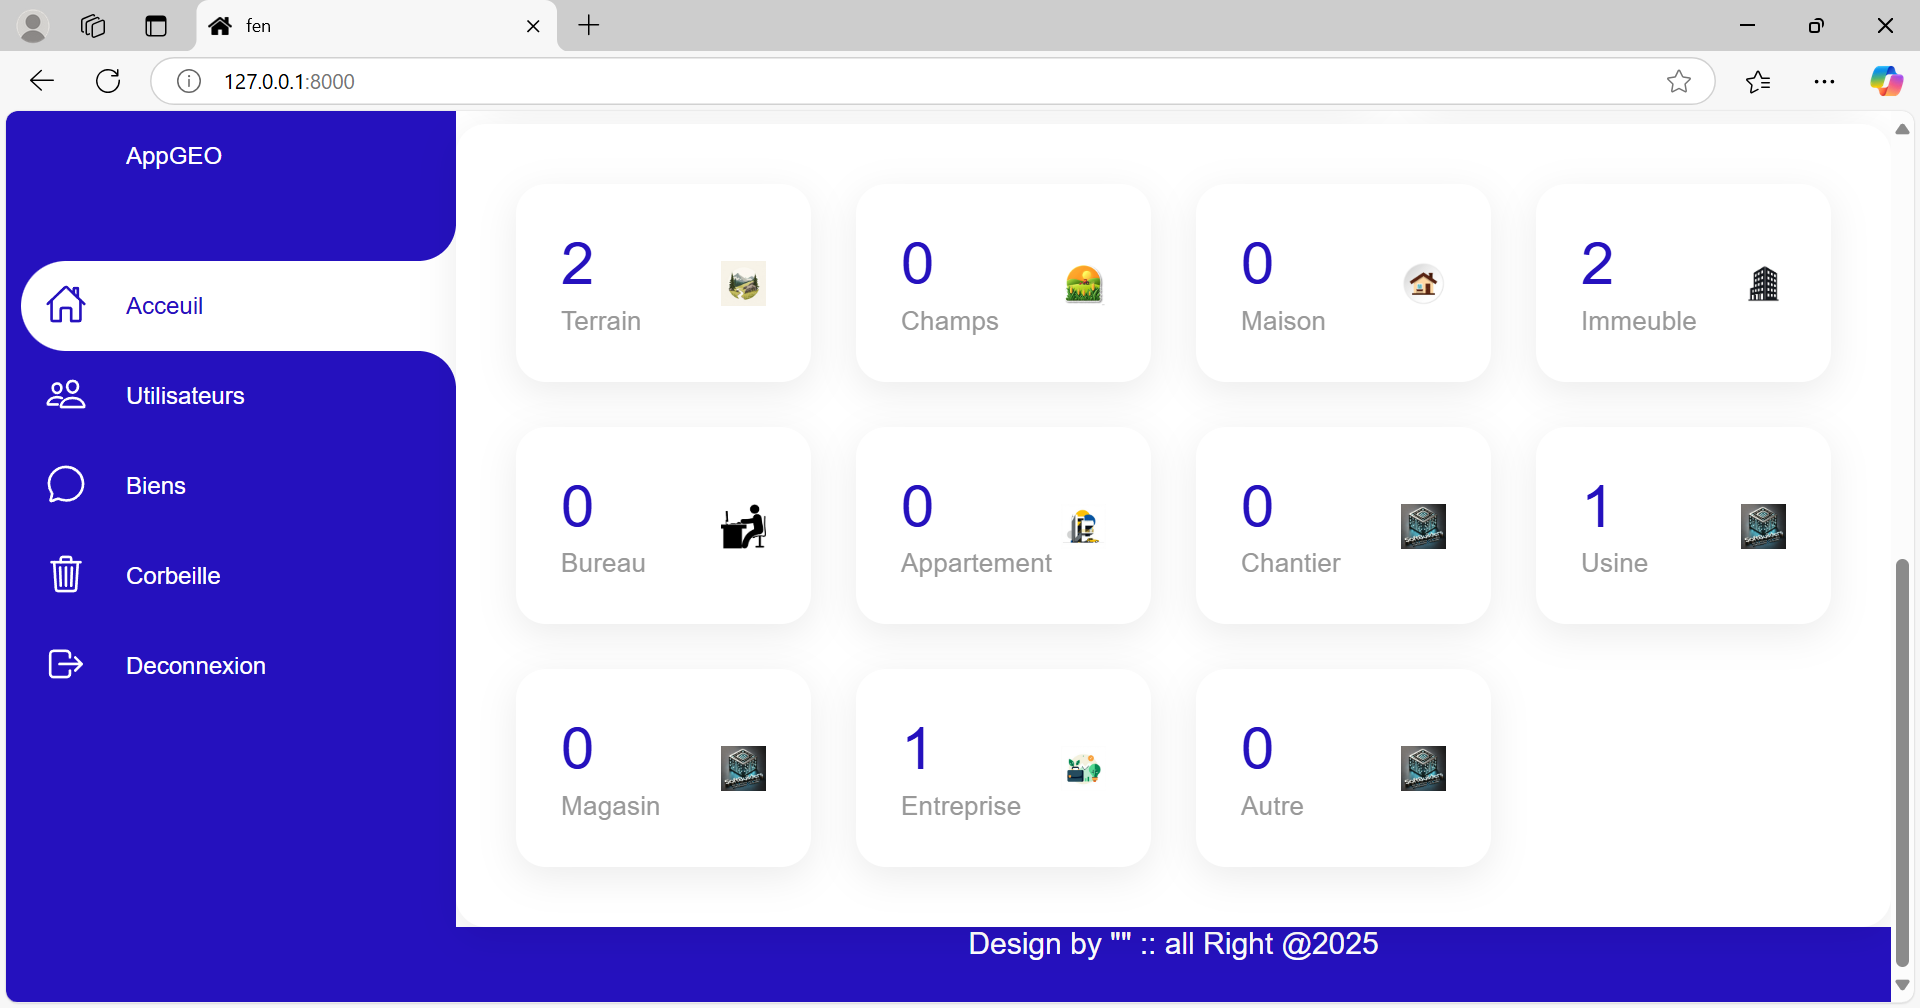 fen
127.0.0.1:8000
AppGEO
Acceuil
Utilisateurs
Biens
Corbeille
Deconnexion
2
Terrain
0
Champs
0
Maison
2
Immeuble
0
Bureau
0
Appartement
0
Chantier
1
Usine
0
Magasin
1
Entreprise
0
Autre
Design by "" :: all Right @2025